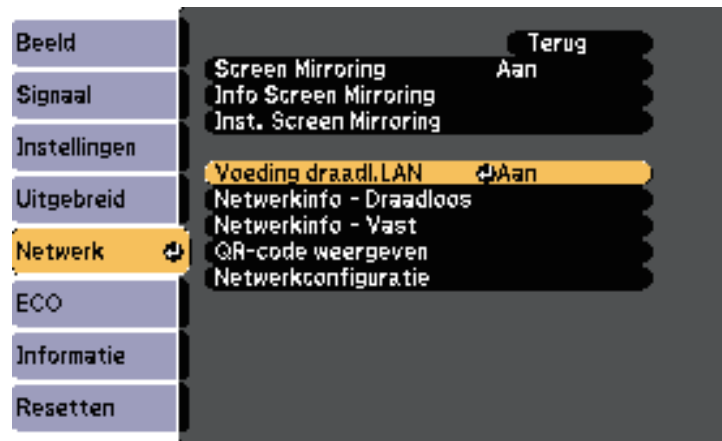 Beeld
Signaal
Instellingen
Uitgebreid
Netwerk
ECO
Informatie
Resetten
Terug
Screen Mirroring Aan
Info Screen Mirroring
Inst. Screen Mirroring
Voeding draadl.LAN Aan
Netwerkinfo - Draadloos
Netwerkinfo - Vast
QR-code weergeven
Netwerkconfiguratie